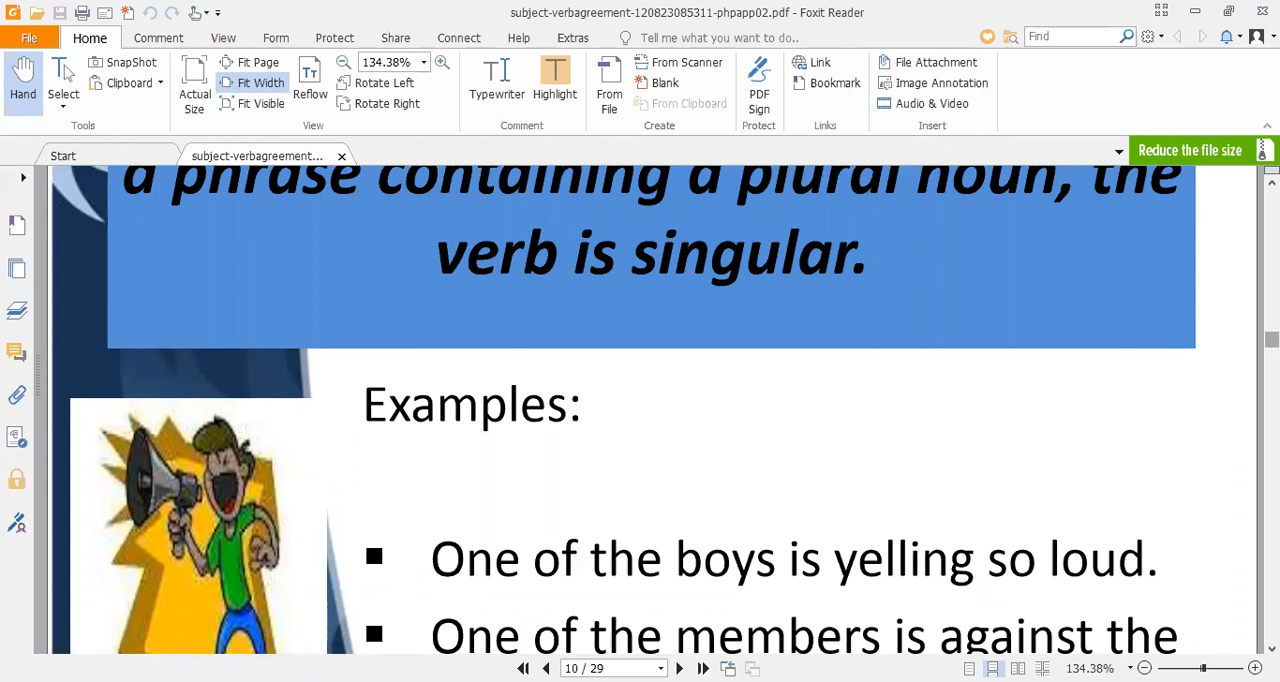 subject-verbagreement-120823085311-phpapp02.pdf - Foxit Reader
File Home Comment View Form Protect Share Connect Help Extras Tell me what you want to do.. Find
Hand
Select
SnapShot
Clipboard
Tools
Actual Size
Fit Page
Fit Width
Fit Visible
Reflow
134.38%
Rotate Left
Rotate Right
View
Typewriter
Highlight
Comment
From File
From Scanner
Blank
From Clipboard
Create
PDF Sign
Protect
Link
Bookmark
Links
File Attachment
Image Annotation
Audio & Video
Insert
Start
subject-verbagreement...
Reduce the file size
a phrase containing a plural noun, the
verb is singular.
Examples:
▪ One of the boys is yelling so loud.
▪ One of the members is against the
10 / 29
134.38%